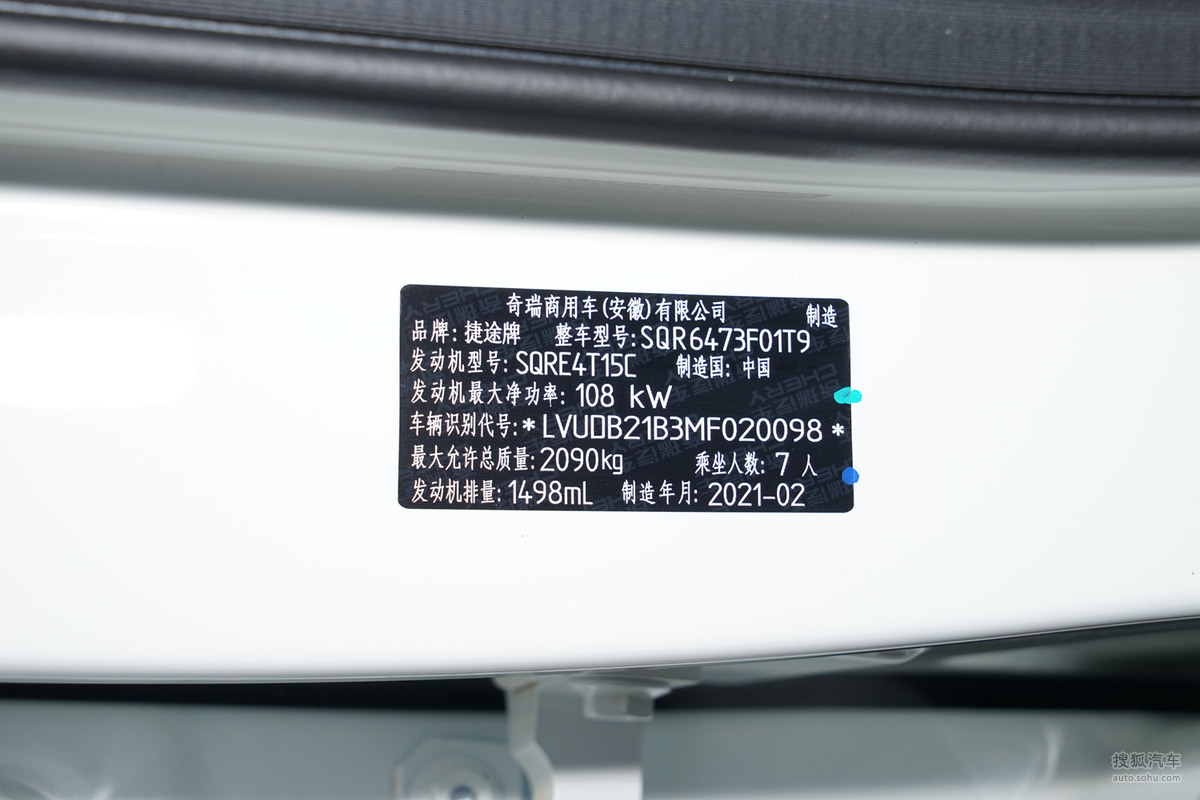 奇瑞商用车(安徽)有限公司 制造
品牌: 捷途牌 整车型号: SQR6473F01T9
发动机型号: SQRE4T15C 制造国: 中国
发动机最大净功率: 108 kW
车辆识别代号: *LVUDB21B3MF020098*
最大允许总质量: 2090kg 乘坐人数: 7 人
发动机排量: 1498mL 制造年月: 2021-02
搜狐汽车
auto.sohu.com